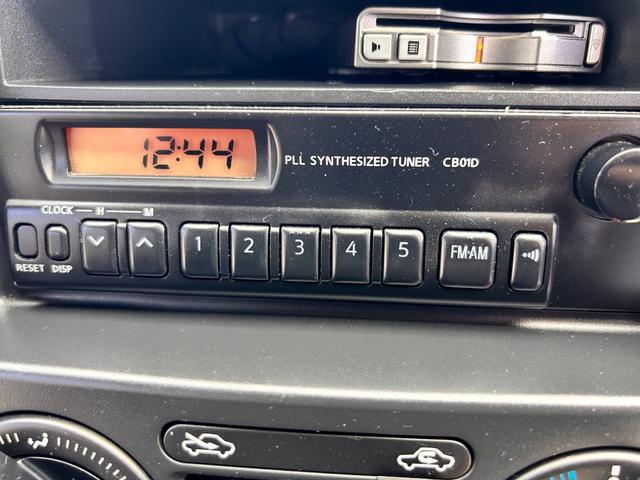 12:44
PLL SYNTHESIZED TUNER CB01D
CLOCK H M
RESET DISP
1 2 3 4 5 FM·AM